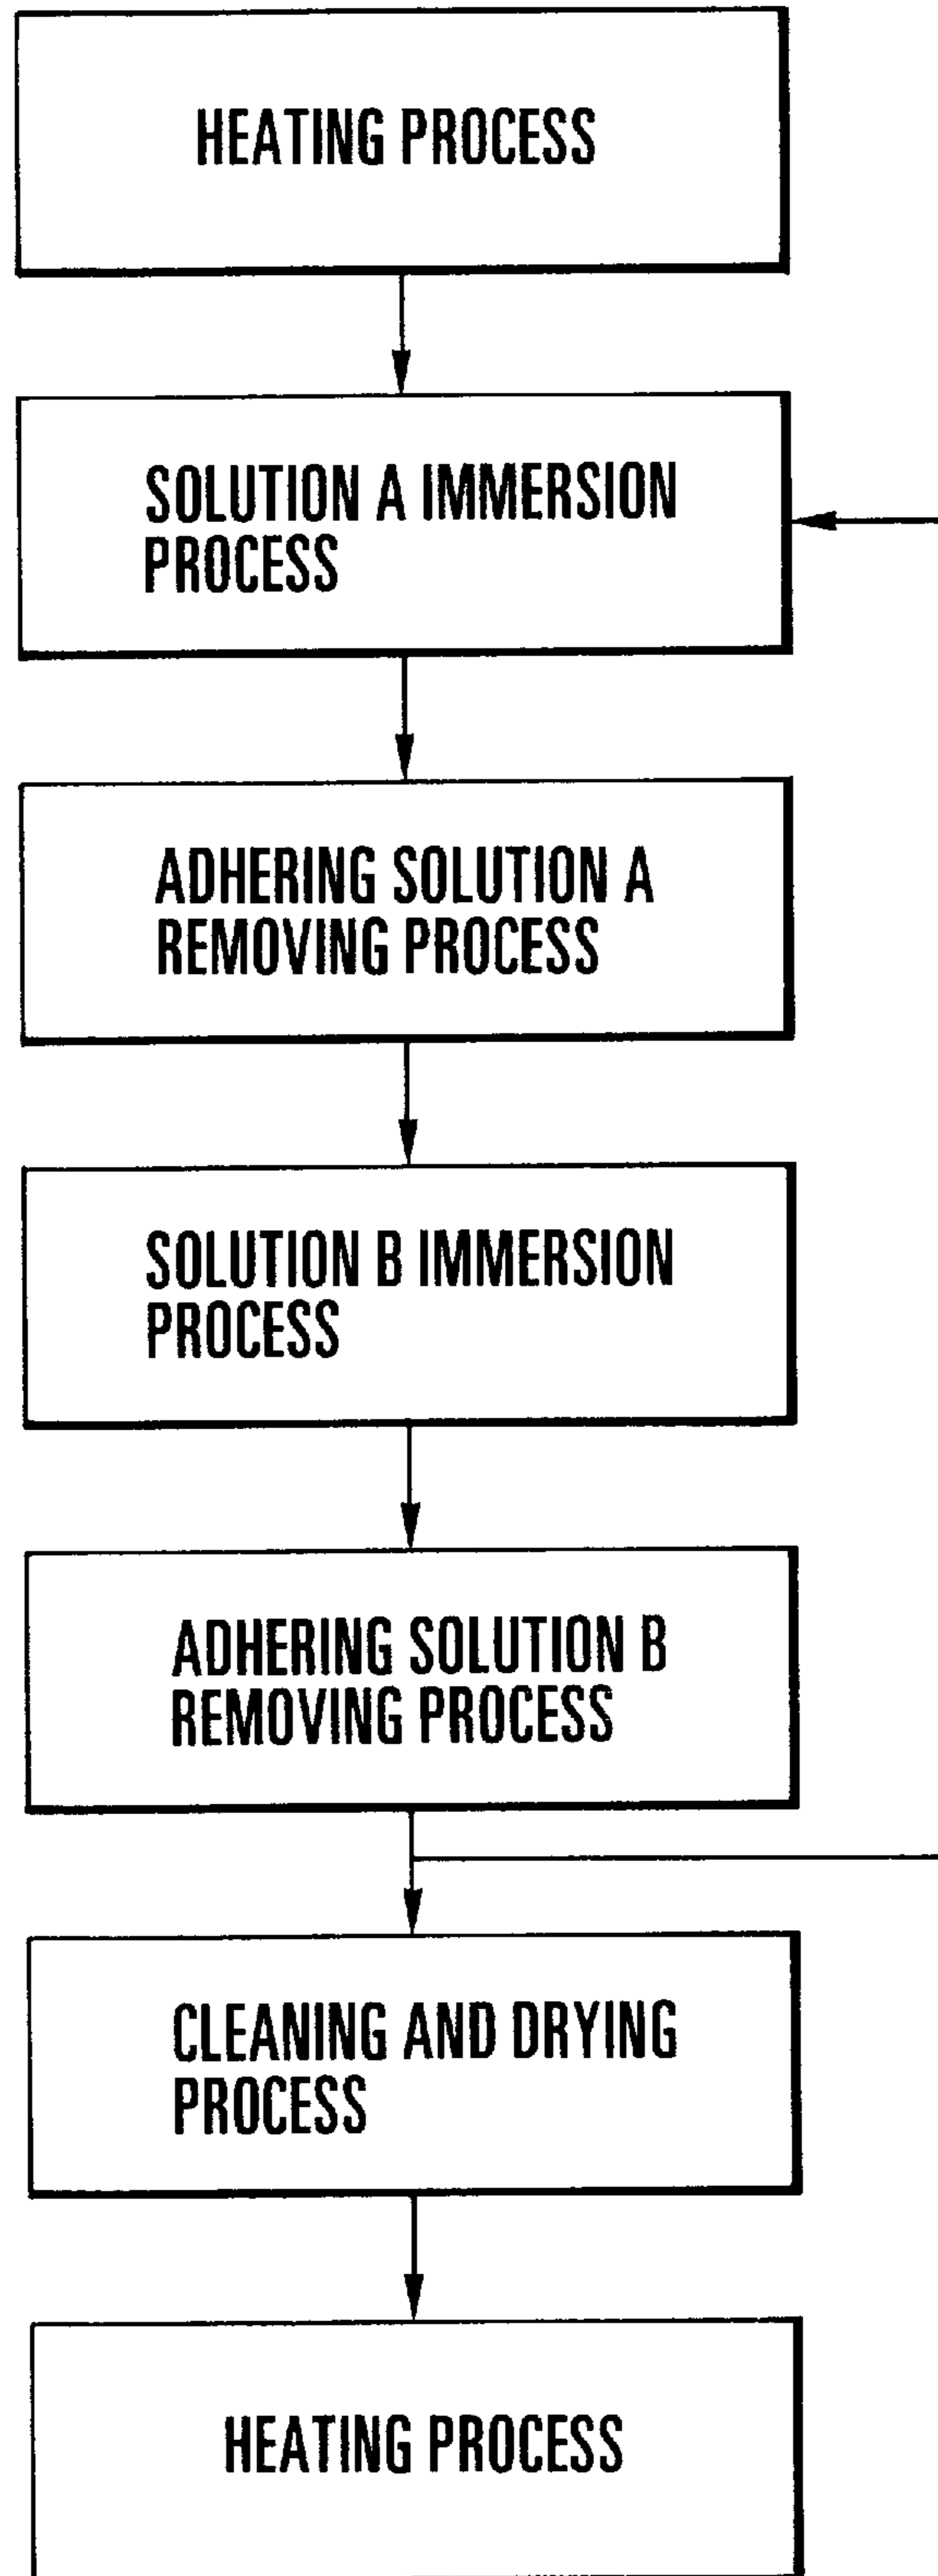 HEATING PROCESS
SOLUTION A IMMERSION
PROCESS
ADHERING SOLUTION A
REMOVING PROCESS
SOLUTION B IMMERSION
PROCESS
ADHERING SOLUTION B
REMOVING PROCESS
CLEANING AND DRYING
PROCESS
HEATING PROCESS